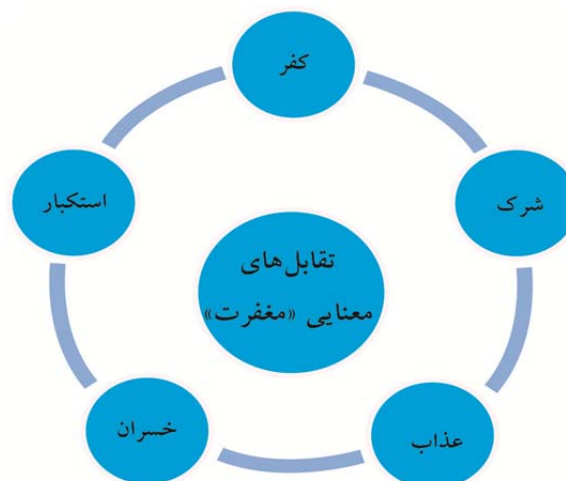 کفر
شرک
استکبار
تقابل‌های
معنایی «مغفرت»
خسران
عذاب